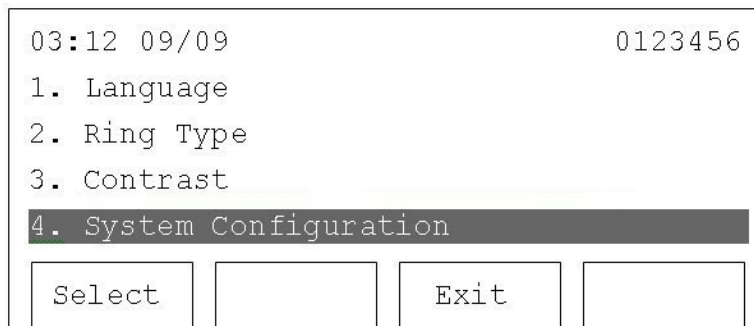 03:12 09/09 0123456
1. Language
2. Ring Type
3. Contrast
4. System Configuration
Select Exit